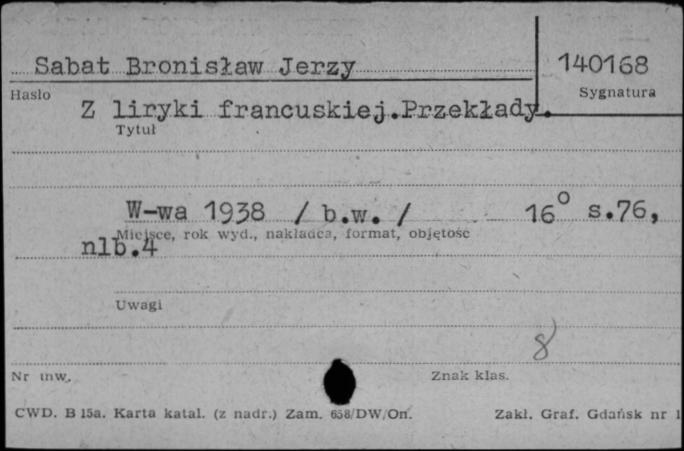 Sabat Bronisław Jerzy
140168
Hasło
Sygnatura
Z liryki francuskiej.Przekłady.
Tytuł
W-wa 1938 / b.w. / 16° s.76,
Miejsce, rok wyd., nakładca, format, objętość
nlb.4
Uwagi
8
Nr inw.
Znak klas.
CWD. B 15a. Karta katal. (z nadr.) Zam. 658/DW/On.
Zakł. Graf. Gdańsk nr 1